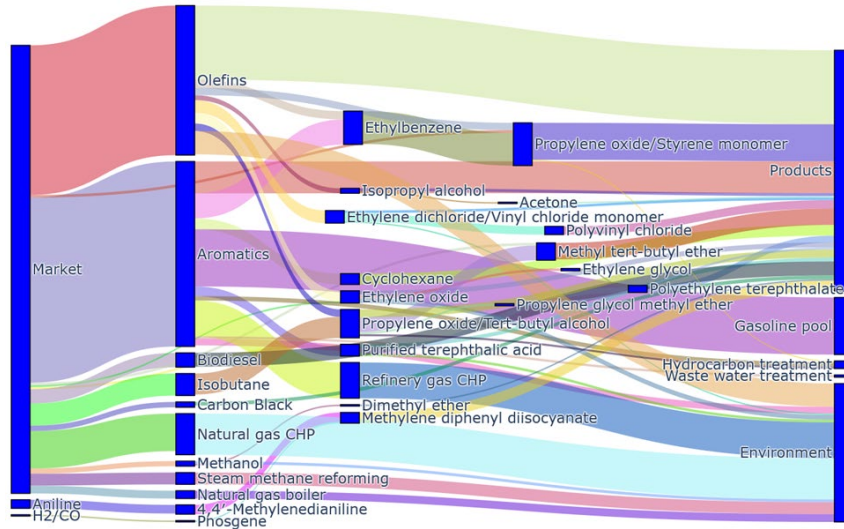 Olefins
Ethylbenzene
Propylene oxide/Styrene monomer
Products
Isopropyl alcohol
Acetone
Ethylene dichloride/Vinyl chloride monomer
Polyvinyl chloride
Aromatics
Methyl tert-butyl ether
Market
Ethylene glycol
Cyclohexane
Polyethylene terephthalate
Ethylene oxide
Propylene glycol methyl ether
Propylene oxide/Tert-butyl alcohol
Gasoline pool
Purified terephthalic acid
Biodiesel
Hydrocarbon treatment
Waste water treatment
Refinery gas CHP
Isobutane
Carbon Black
Dimethyl ether
Methylene diphenyl diisocyanate
Natural gas CHP
Environment
Methanol
Steam methane reforming
Natural gas boiler
Aniline
4,4'-Methylenedianiline
H2/CO
Phosgene